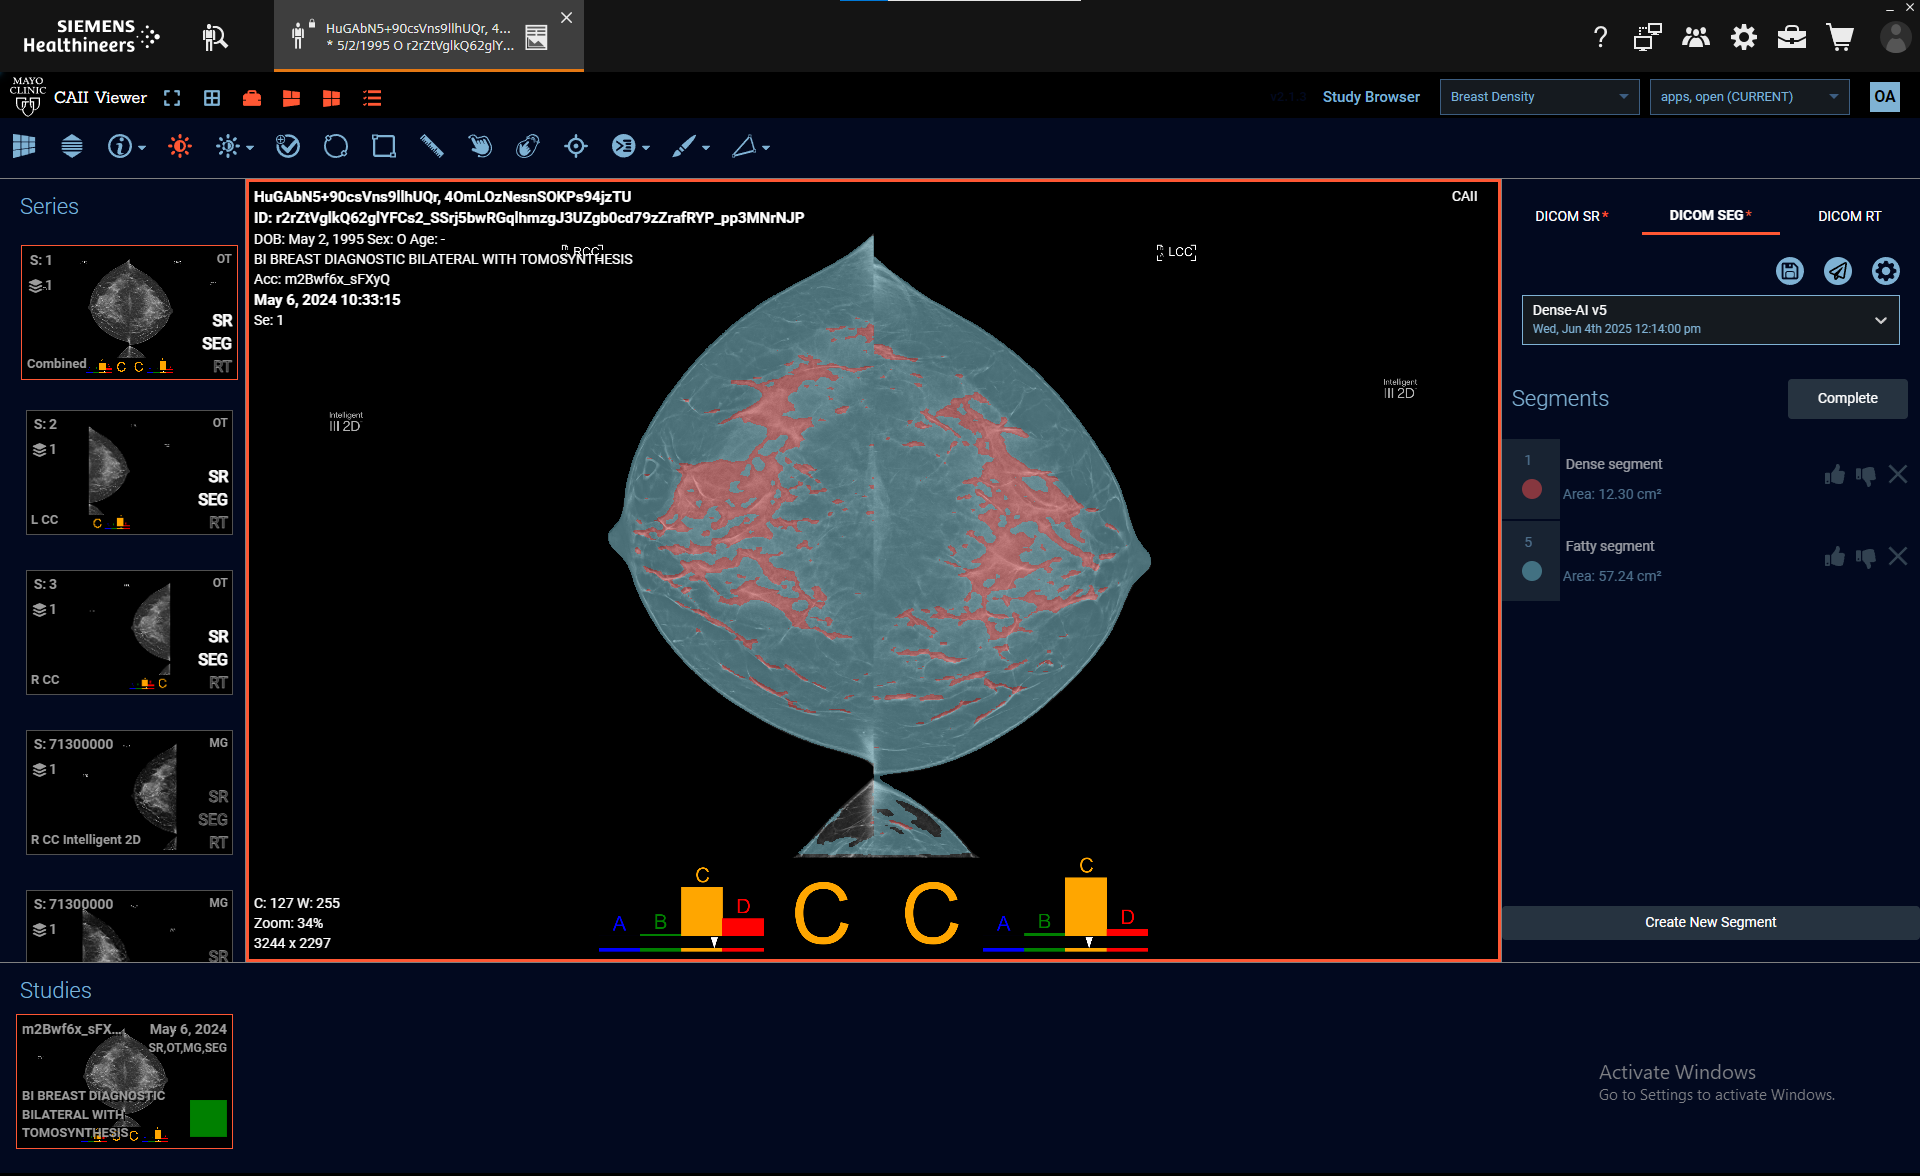 SIEMENS
Healthineers
HuGAbN5+90csVns9llhUQr, 4...
* 5/2/1995 O r2rZtVglkQ62glY...
MAYO
CLINIC
CAII Viewer
v2.1.3
Study Browser
Breast Density
apps, open (CURRENT)
OA
Series
S: 1
OT
1
SR
SEG
RT
Combined
C C
S: 2
OT
1
SR
SEG
RT
L CC
C
S: 3
OT
1
SR
SEG
RT
R CC
C
S: 71300000
MG
1
SR
SEG
RT
R CC Intelligent 2D
S: 71300000
MG
1
SR
HuGAbN5+90csVns9llhUQr, 4OmLOzNesnSOKPs94jzTU
ID: r2rZtVglkQ62glYFCs2_SSrj5bwRGqlhmzgJ3UZgb0cd79zZrafRYP_pp3MNrNJP
DOB: May 2, 1995 Sex: O Age: -
RCC
BI BREAST DIAGNOSTIC BILATERAL WITH TOMOSYNTHESIS
Acc: m2Bwf6x_sFXyQ
May 6, 2024 10:33:15
Se: 1
CAII
LCC
Intelligent
2D
Intelligent
2D
C: 127 W: 255
Zoom: 34%
3244 x 2297
A B C D C C A B C D
DICOM SR*
DICOM SEG*
DICOM RT
Dense-AI v5
Wed, Jun 4th 2025 12:14:00 pm
Segments
Complete
1
Dense segment
Area: 12.30 cm²
5
Fatty segment
Area: 57.24 cm²
Create New Segment
Studies
m2Bwf6x_sFX...
May 6, 2024
SR,OT,MG,SEG
BI BREAST DIAGNOSTIC
BILATERAL WITH
TOMOSYNTHESIS
C C
Activate Windows
Go to Settings to activate Windows.